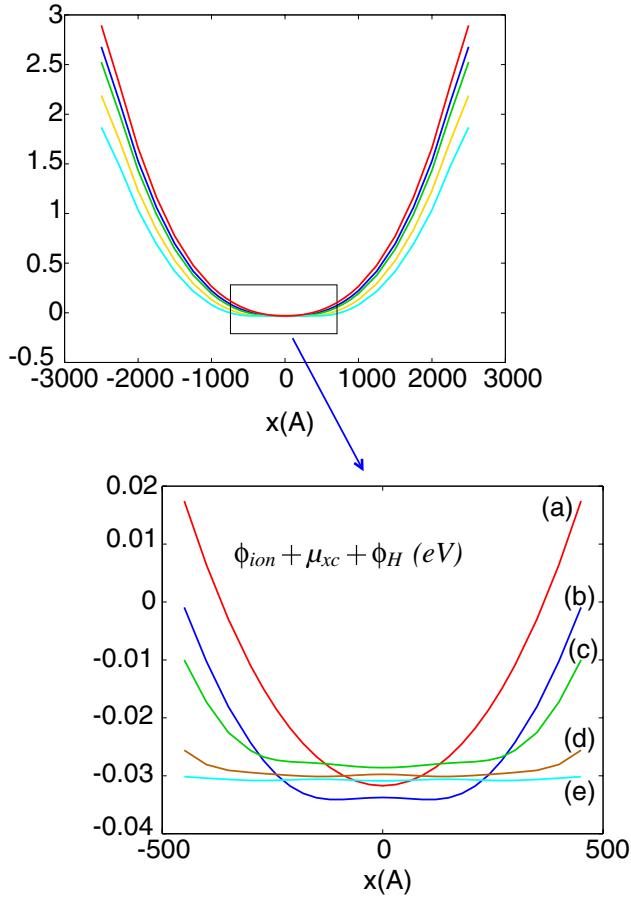 3
2.5
2
1.5
1
0.5
0
-0.5
-3000 -2000 -1000 0 1000 2000 3000
x(A)
0.02
0.01
0
-0.01
-0.02
-0.03
-0.04
ϕion + μxc + ϕH (eV)
(a)
(b)
(c)
(d)
(e)
-500 0 500
x(A)